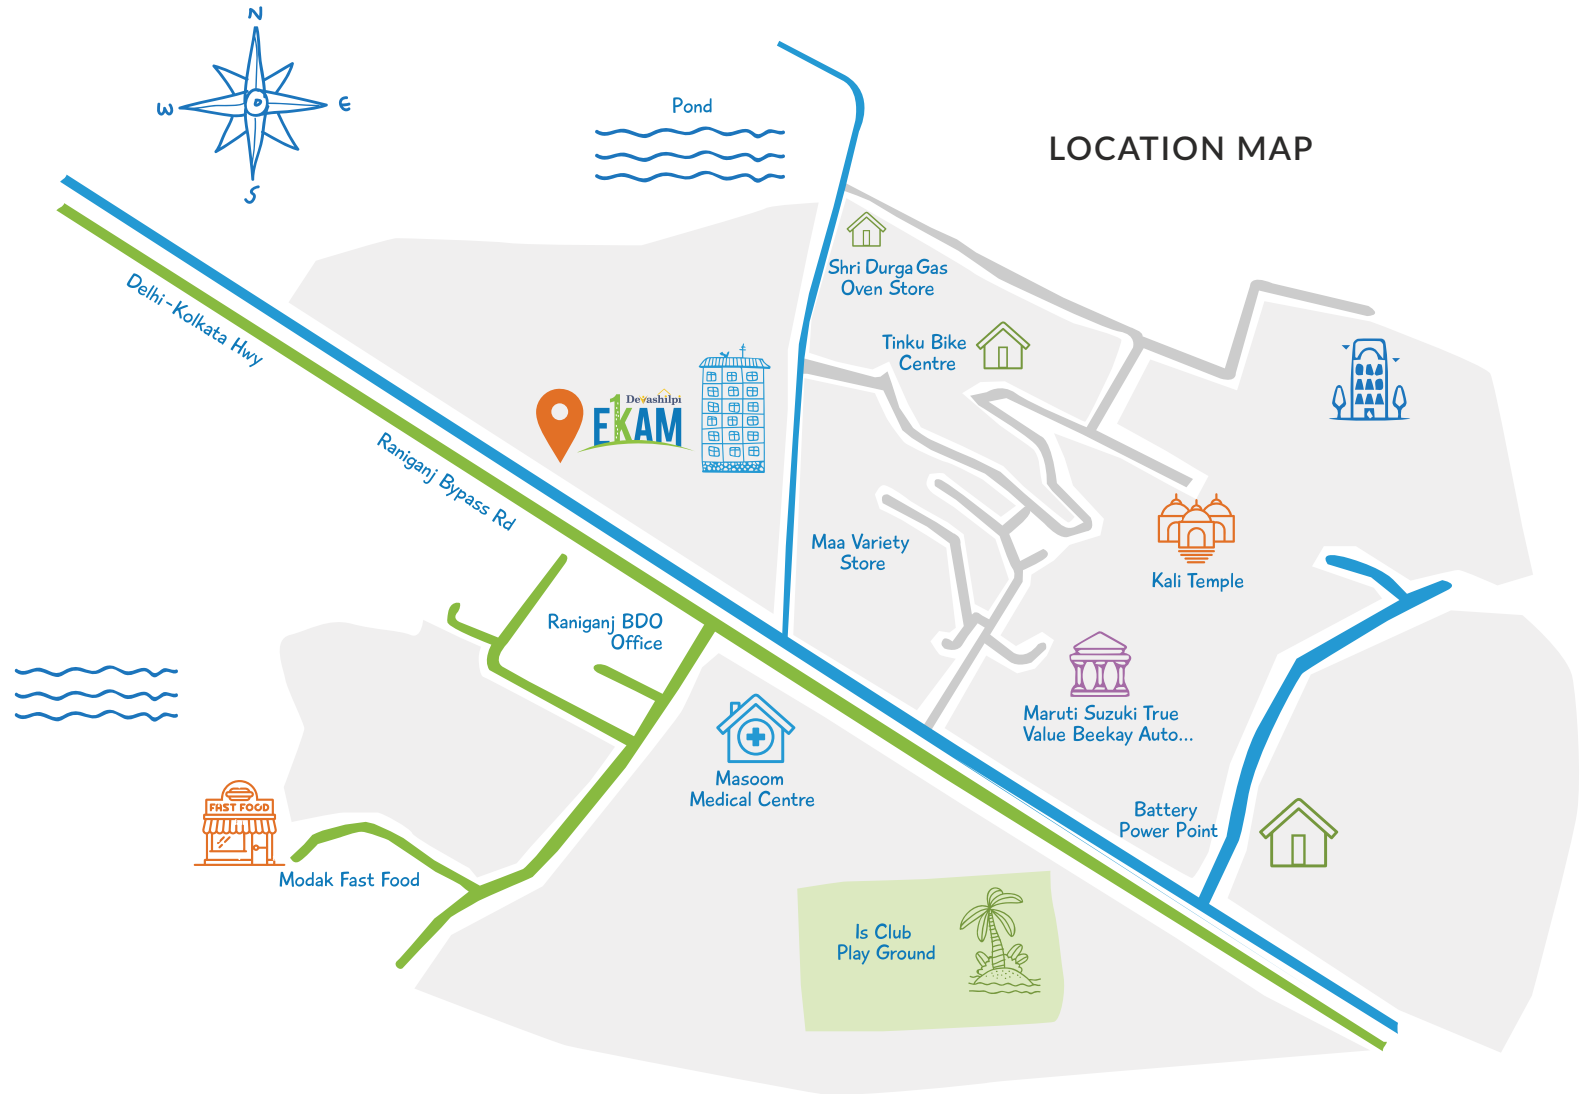 N
W
E
S
Pond
LOCATION MAP
Shri Durga Gas
Oven Store
Delhi-Kolkata Hwy
Tinku Bike
Centre
Devashilpi
EKAM
Raniganj Bypass Rd
Maa Variety
Store
Kali Temple
Raniganj BDO
Office
Maruti Suzuki True
Value Beekay Auto...
Masoom
Medical Centre
FAST FOOD
Battery
Power Point
Modak Fast Food
Is Club
Play Ground